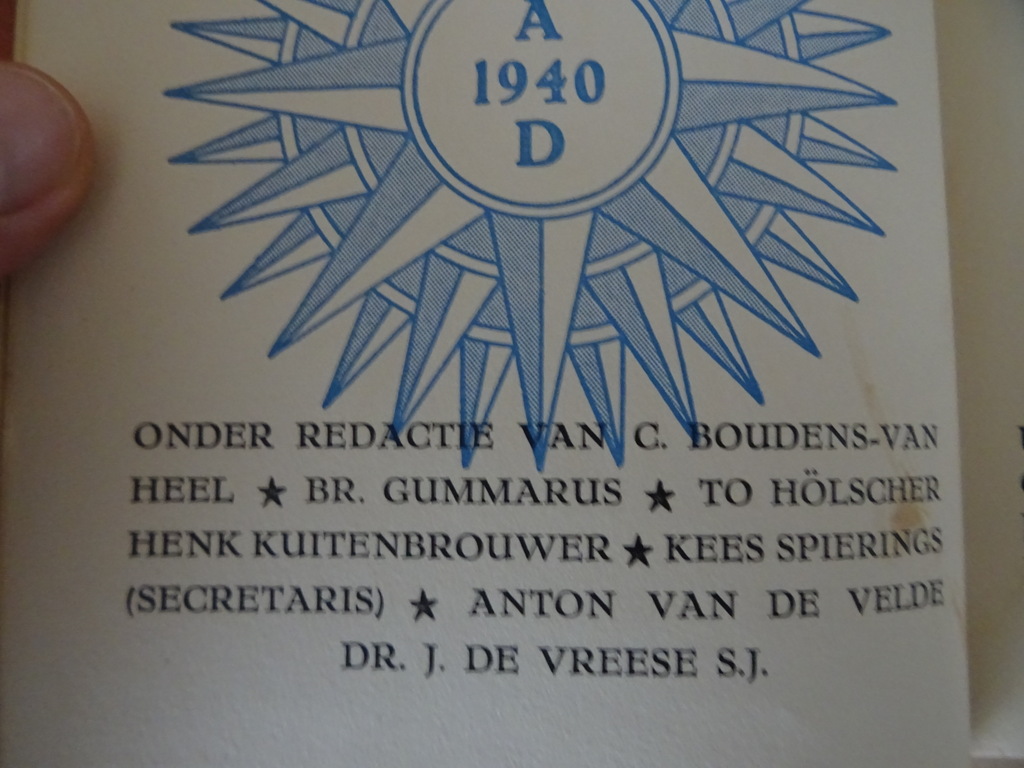 A
1940
D
ONDER REDACTIE VAN C. BOUDENS-VAN
HEEL ★ BR. GUMMARUS ★ TO HÖLSCHER
HENK KUITENBROUWER ★ KEES SPIERINGS
(SECRETARIS) ★ ANTON VAN DE VELDE
DR. J. DE VREESE S.J.